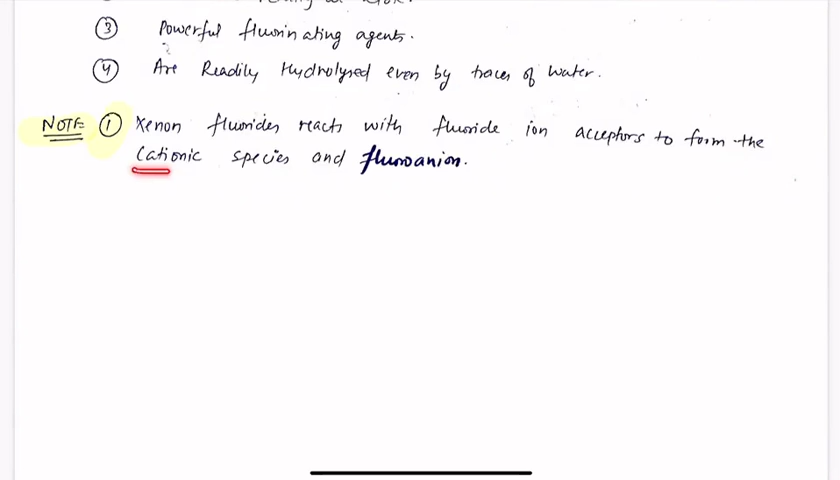 ③ Powerful fluorinating agents.
④ Are Readily Hydrolysed even by traces of water.
NOTE ① Xenon fluorides reacts with fluoride ion acceptors to form the
Cationic species and fluoroanion.